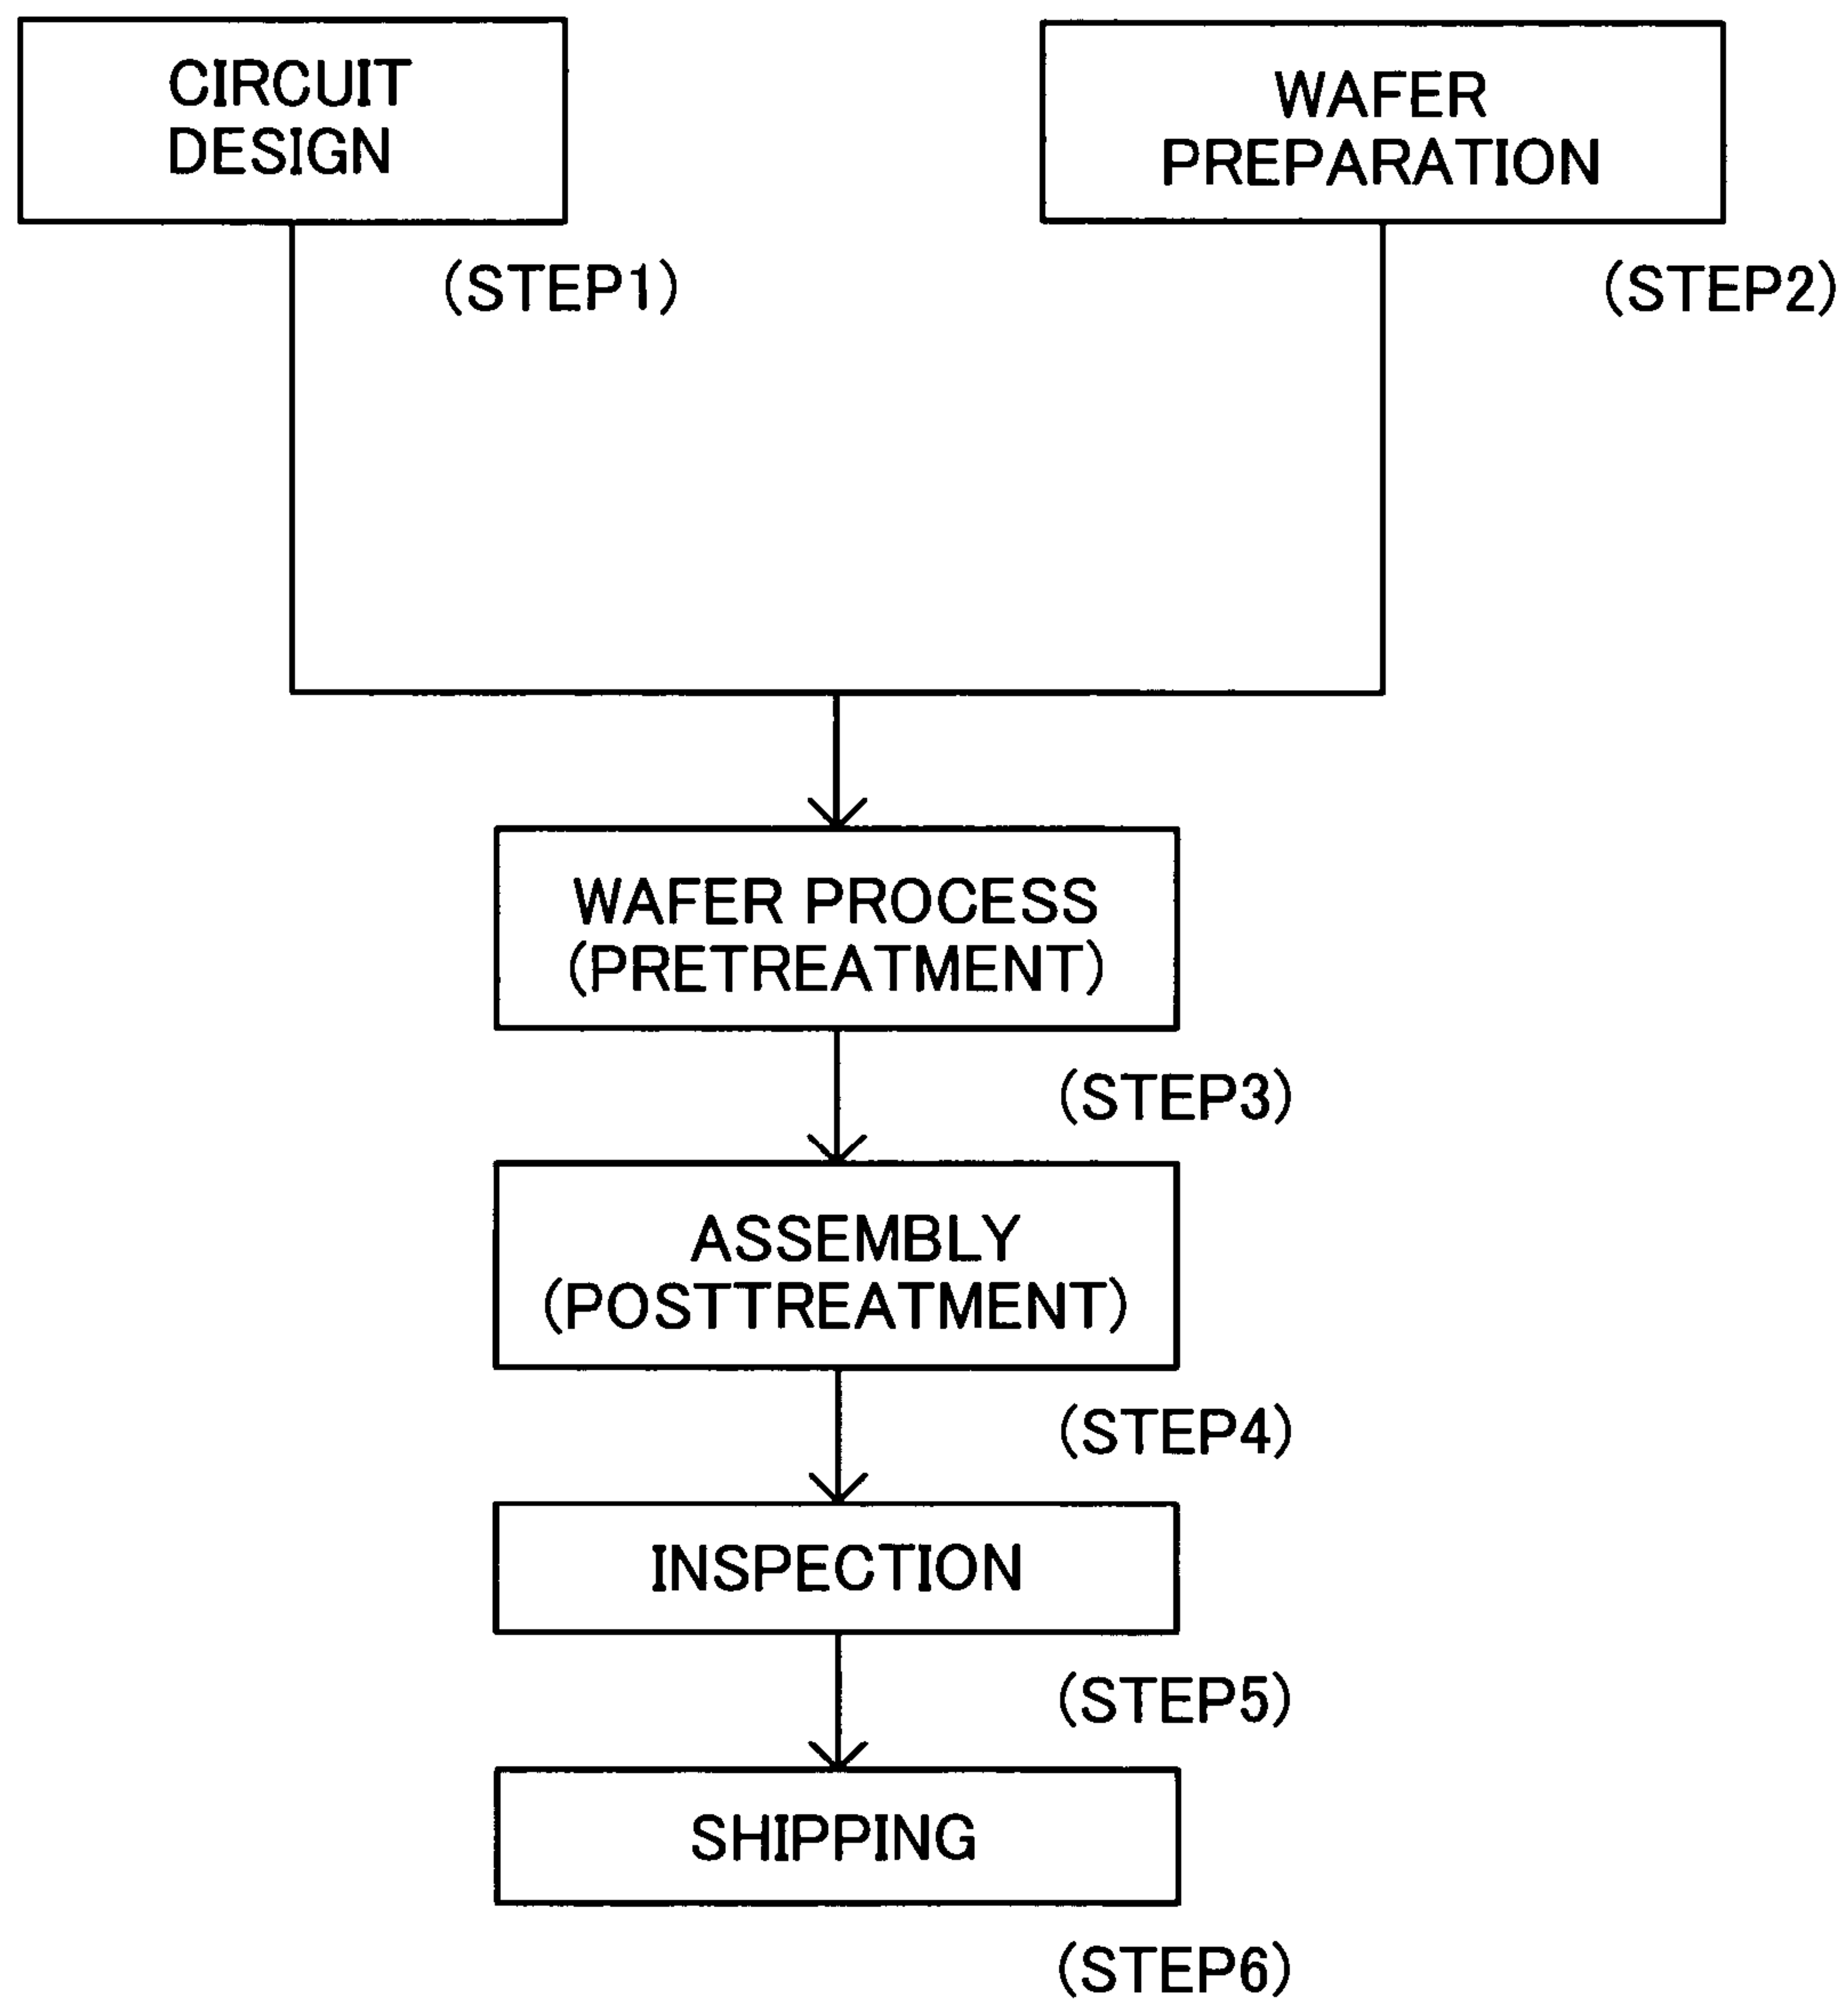 CIRCUIT
DESIGN
(STEP1)
WAFER
PREPARATION
(STEP2)
WAFER PROCESS
(PRETREATMENT)
(STEP3)
ASSEMBLY
(POSTTREATMENT)
(STEP4)
INSPECTION
(STEP5)
SHIPPING
(STEP6)